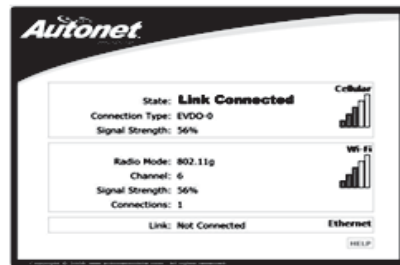 Autonet
Cellular
State: Link Connected
Connection Type: EVDO-0
Signal Strength: 56%
Wi-Fi
Radio Mode: 802.11g
Channel: 6
Signal Strength: 56%
Connections: 1
Link: Not Connected
Ethernet
HELP